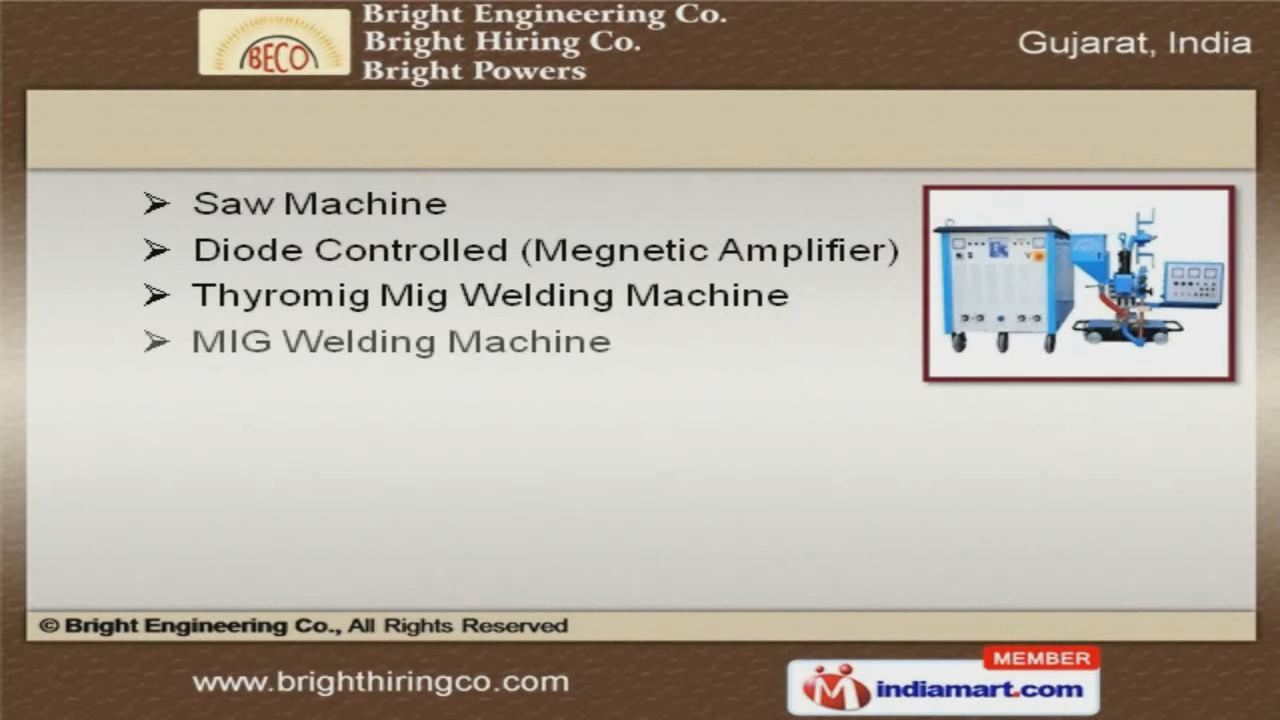 Bright Engineering Co.
Bright Hiring Co.
Bright Powers
BECO
Gujarat, India
Saw Machine
Diode Controlled (Megnetic Amplifier)
Thyromig Mig Welding Machine
MIG Welding Machine
© Bright Engineering Co., All Rights Reserved
www.brighthiringco.com
MEMBER
indiamart.com